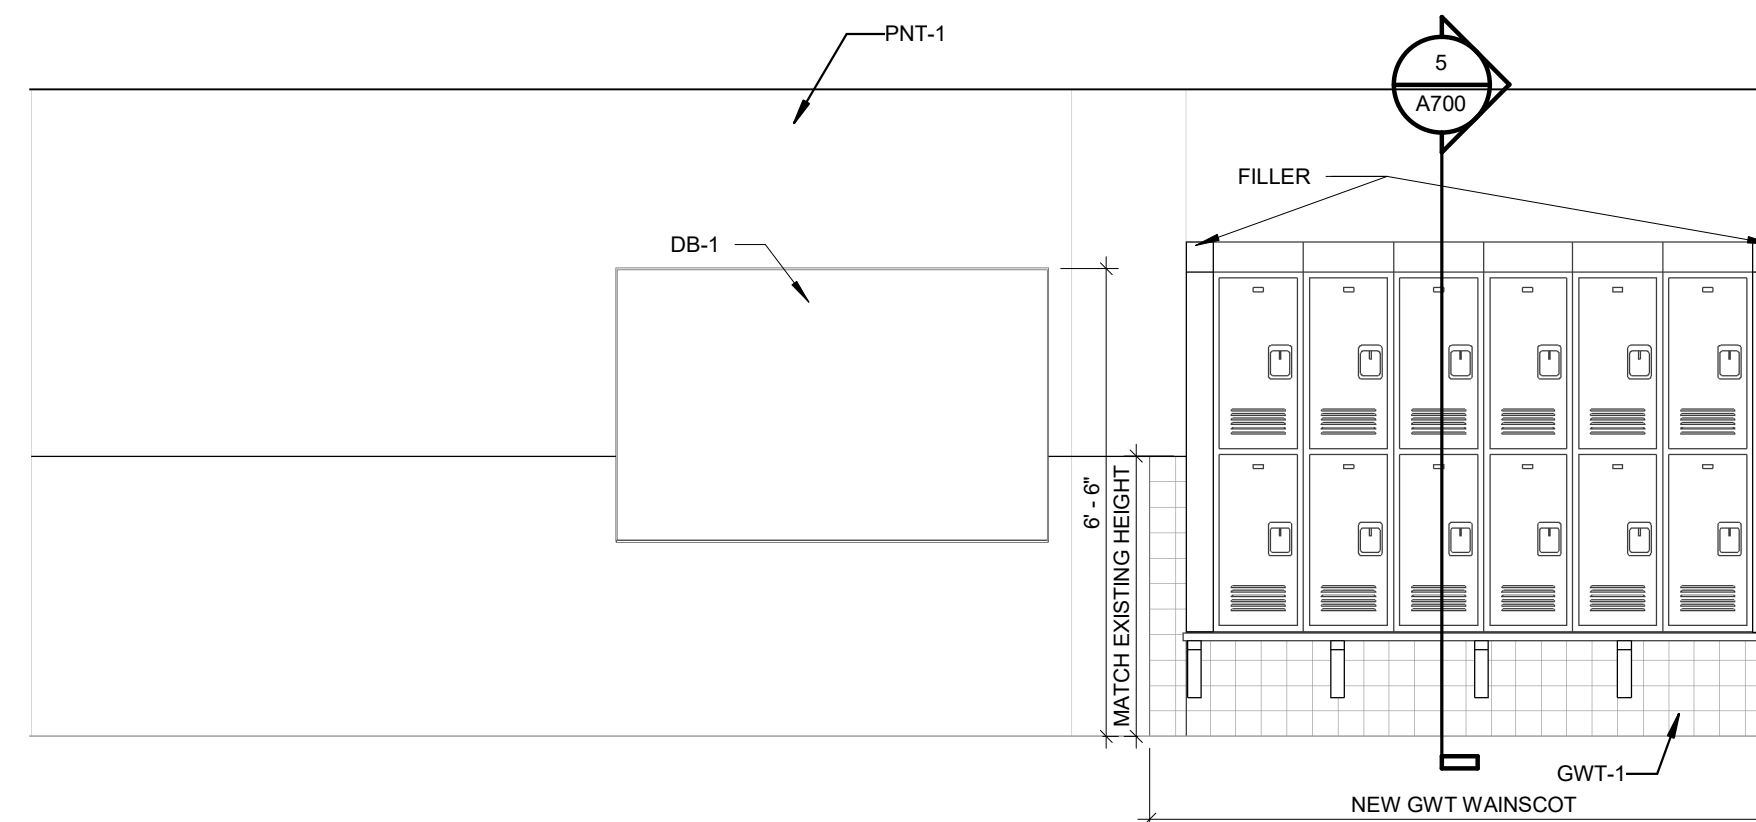 PNT-1
5
A700
FILLER
DB-1
6' - 6"
MATCH EXISTING HEIGHT
GWT-1
NEW GWT WAINSCOT